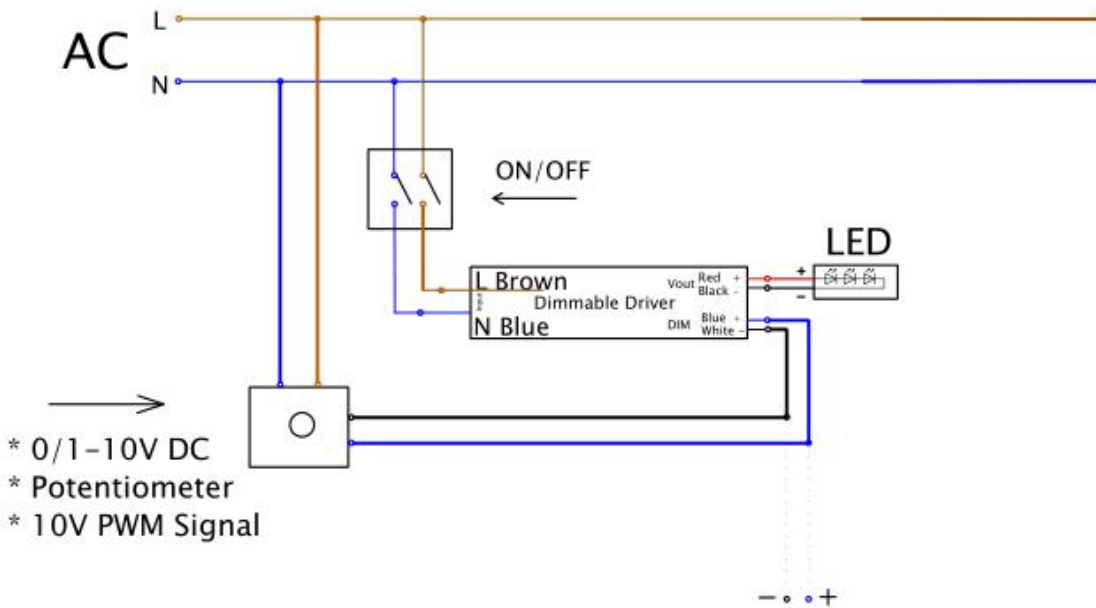 L
AC
N
ON/OFF
LED
L Brown
Input
Dimmable Driver
N Blue
Vout
Red +
Black -
DIM
Blue +
White -
+
-
* 0/1-10V DC
* Potentiometer
* 10V PWM Signal
- +